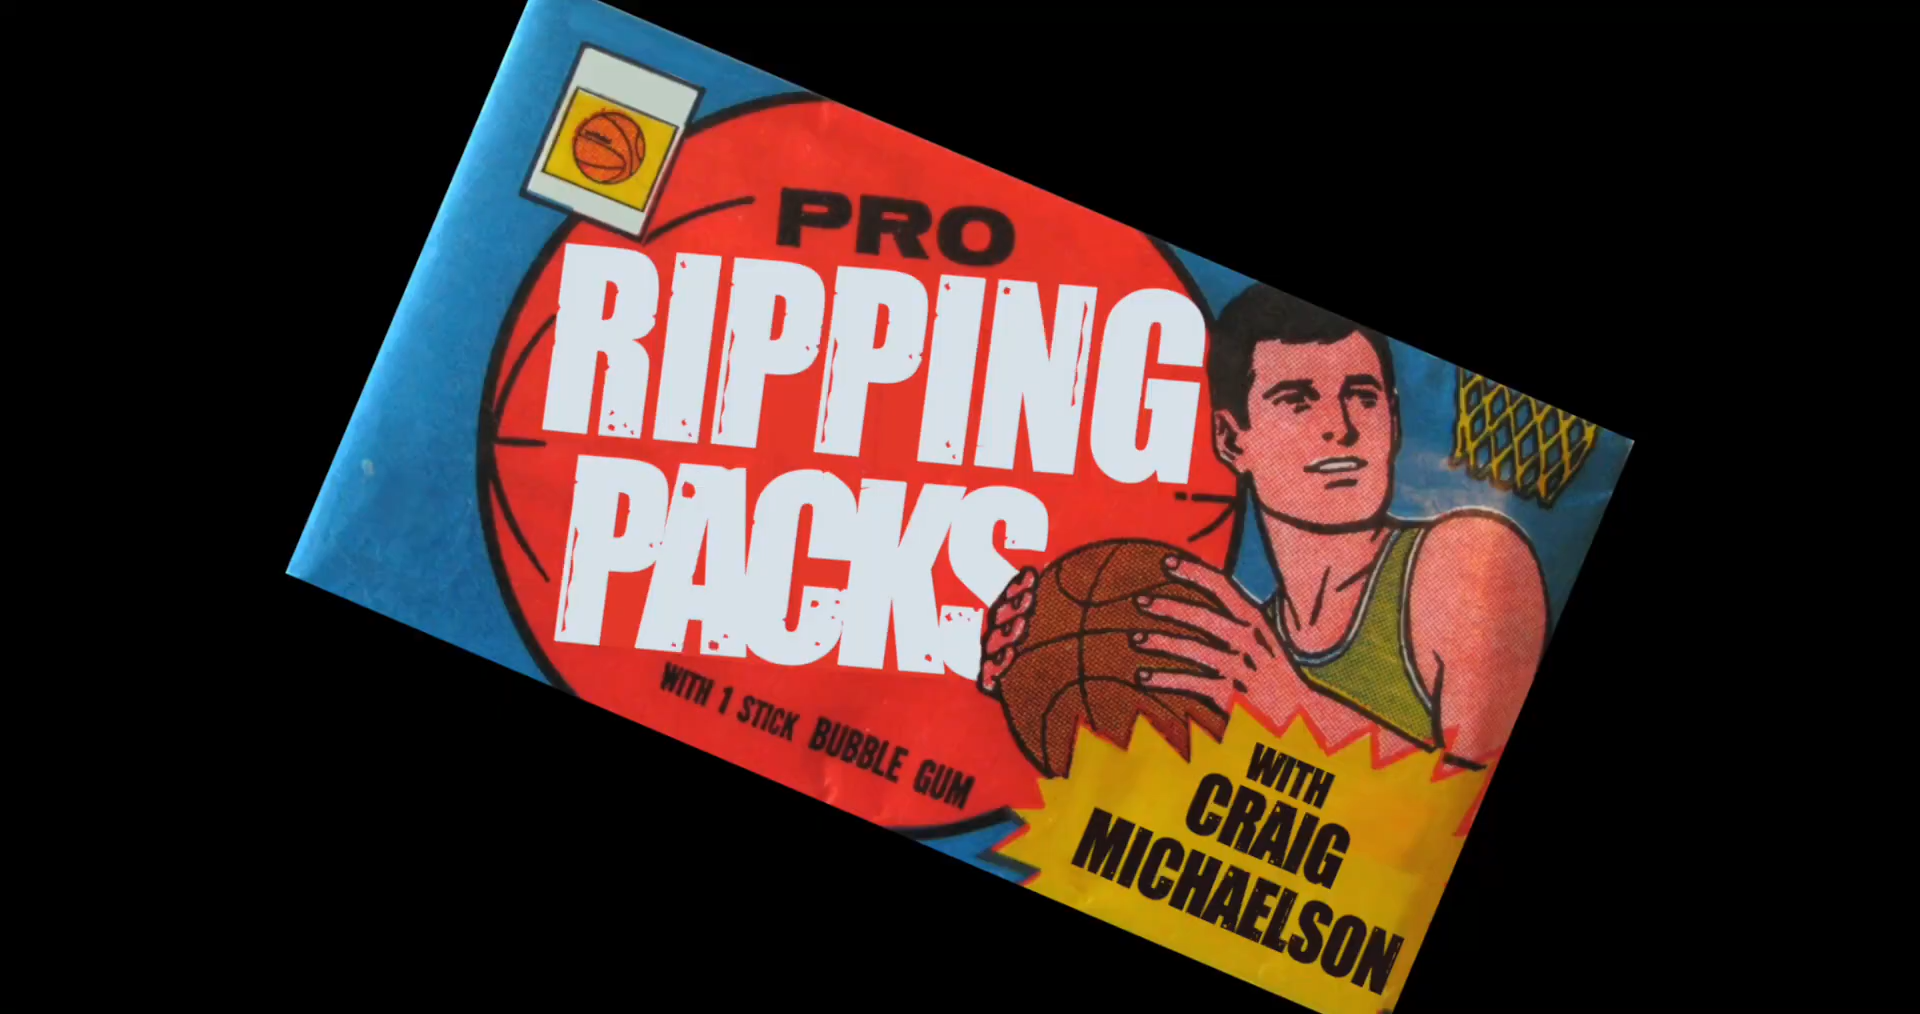 PRO
RIPPING
PACKS
WITH 1 STICK BUBBLE GUM
WITH
CRAIG
MICHAELSON